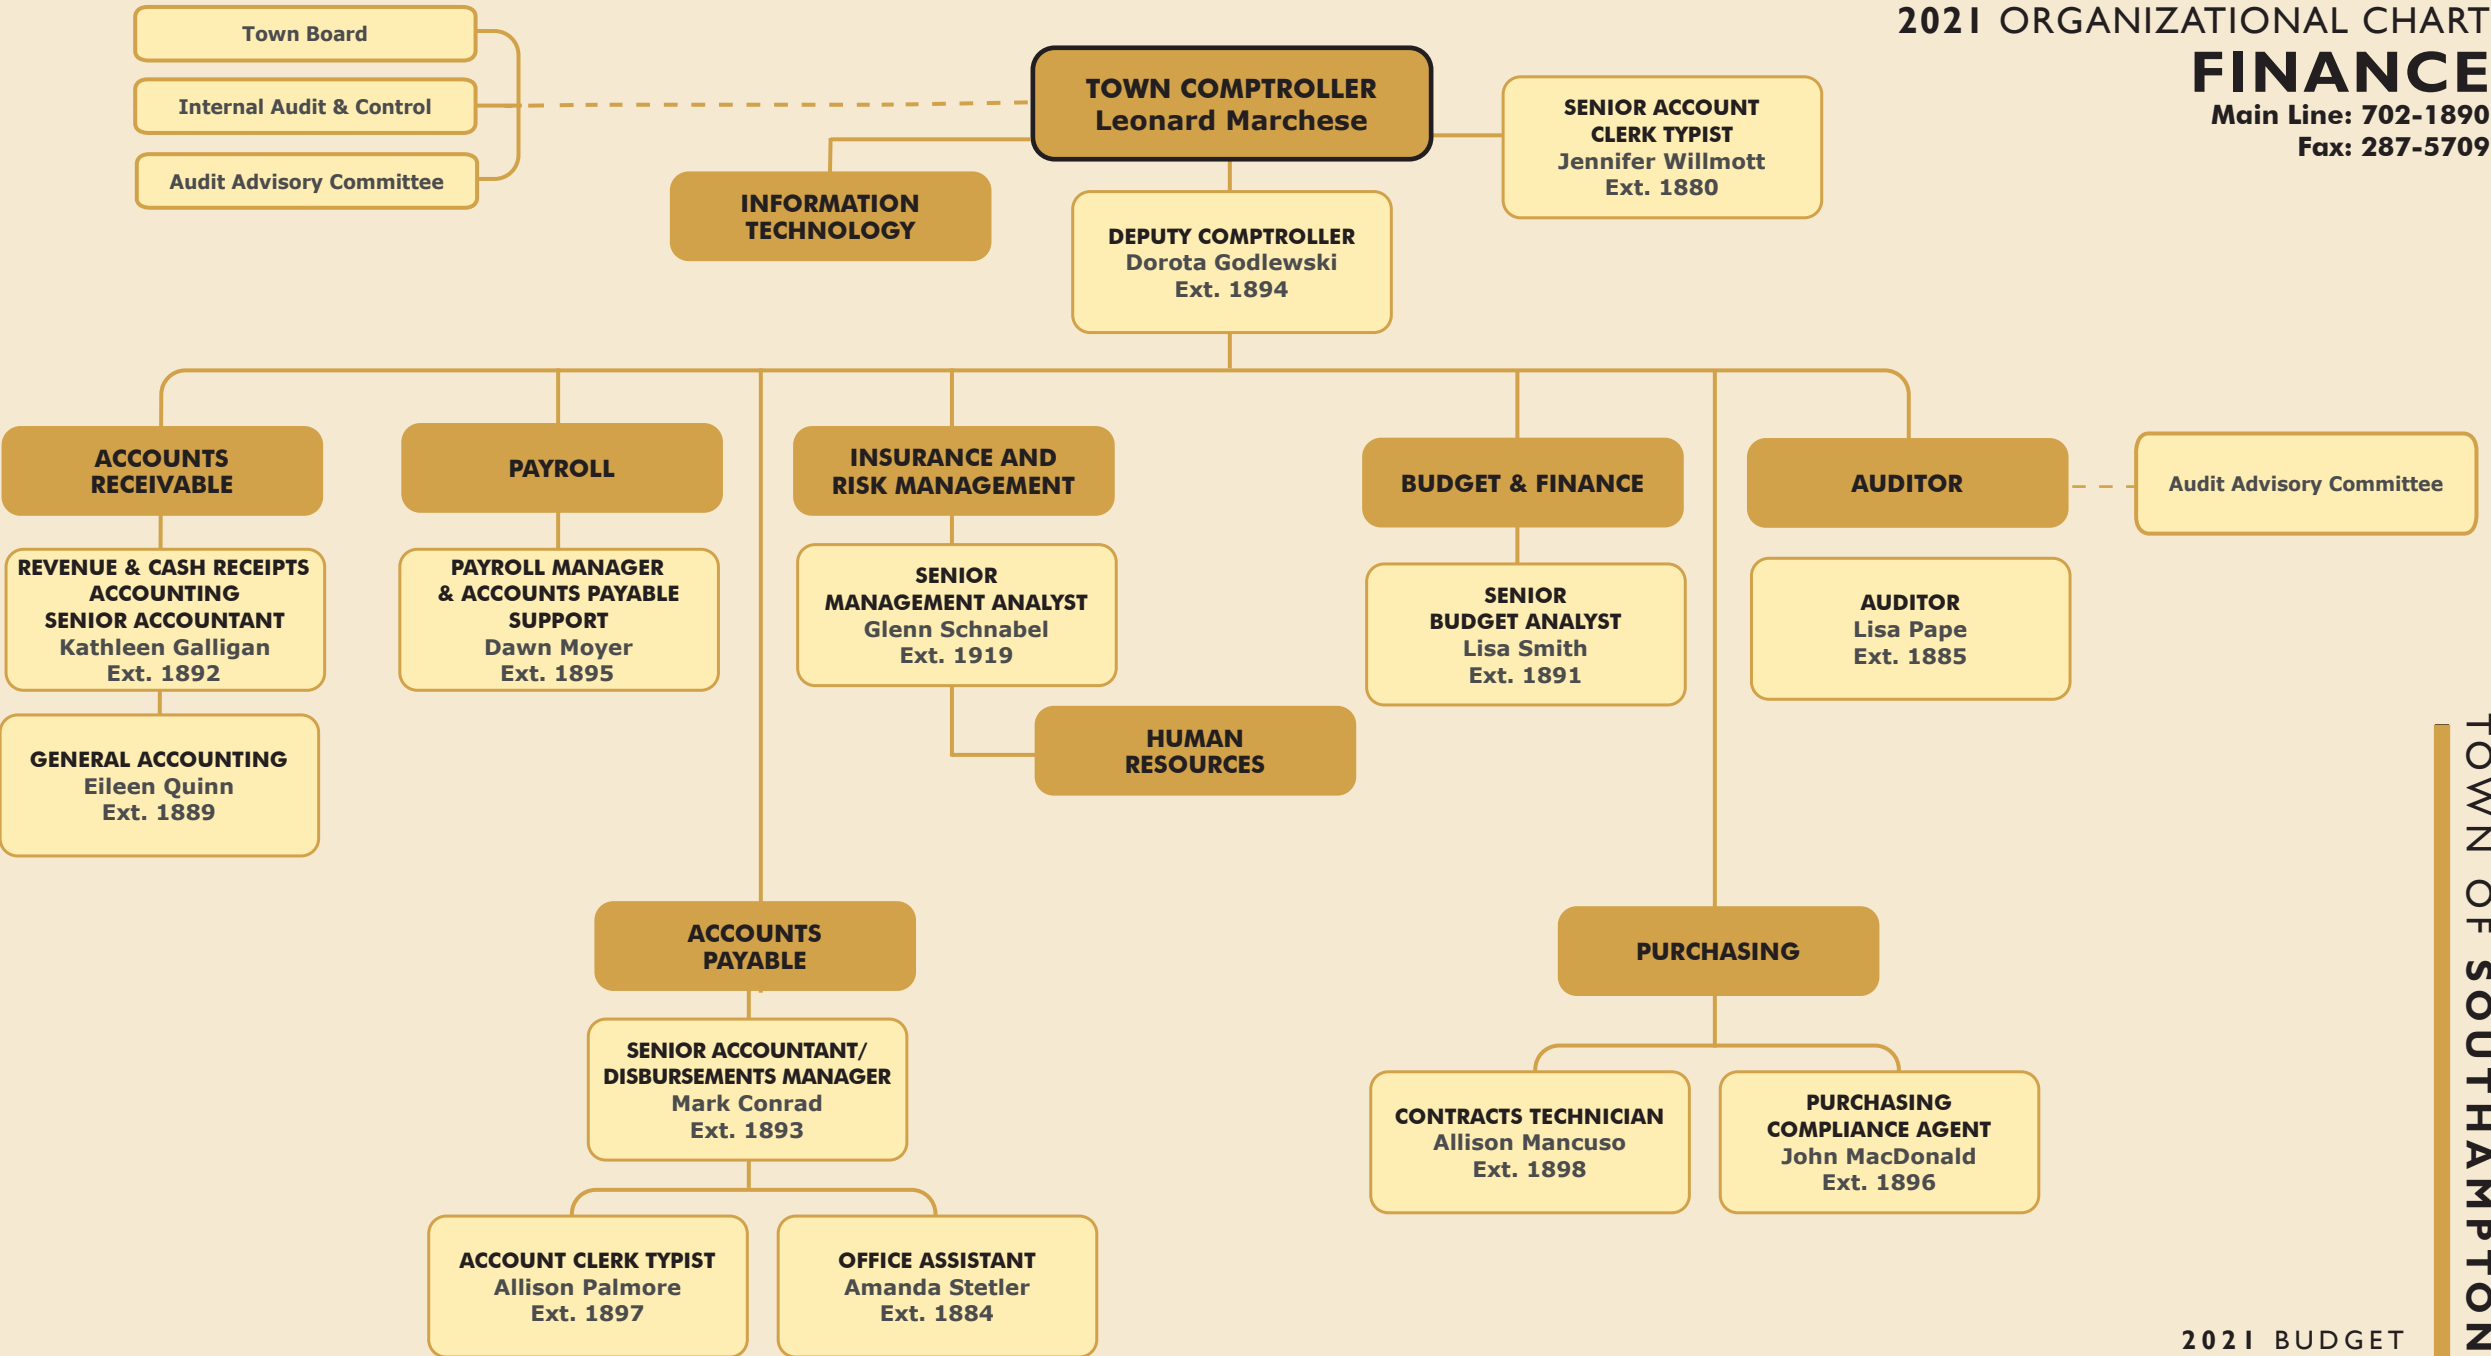 2021 ORGANIZATIONAL CHART
FINANCE
Main Line: 702-1890
Fax: 287-5709
Town Board
Internal Audit & Control
Audit Advisory Committee
TOWN COMPTROLLER
Leonard Marchese
SENIOR ACCOUNT
CLERK TYPIST
Jennifer Willmott
Ext. 1880
INFORMATION
TECHNOLOGY
DEPUTY COMPTROLLER
Dorota Godlewski
Ext. 1894
ACCOUNTS
RECEIVABLE
REVENUE & CASH RECEIPTS
ACCOUNTING
SENIOR ACCOUNTANT
Kathleen Galligan
Ext. 1892
GENERAL ACCOUNTING
Eileen Quinn
Ext. 1889
PAYROLL
PAYROLL MANAGER
& ACCOUNTS PAYABLE
SUPPORT
Dawn Moyer
Ext. 1895
INSURANCE AND
RISK MANAGEMENT
SENIOR
MANAGEMENT ANALYST
Glenn Schnabel
Ext. 1919
HUMAN
RESOURCES
BUDGET & FINANCE
SENIOR
BUDGET ANALYST
Lisa Smith
Ext. 1891
AUDITOR
Audit Advisory Committee
AUDITOR
Lisa Pape
Ext. 1885
ACCOUNTS
PAYABLE
SENIOR ACCOUNTANT/
DISBURSEMENTS MANAGER
Mark Conrad
Ext. 1893
ACCOUNT CLERK TYPIST
Allison Palmore
Ext. 1897
OFFICE ASSISTANT
Amanda Stetler
Ext. 1884
PURCHASING
CONTRACTS TECHNICIAN
Allison Mancuso
Ext. 1898
PURCHASING
COMPLIANCE AGENT
John MacDonald
Ext. 1896
TOWN OF SOUTHAMPTON
2021 BUDGET